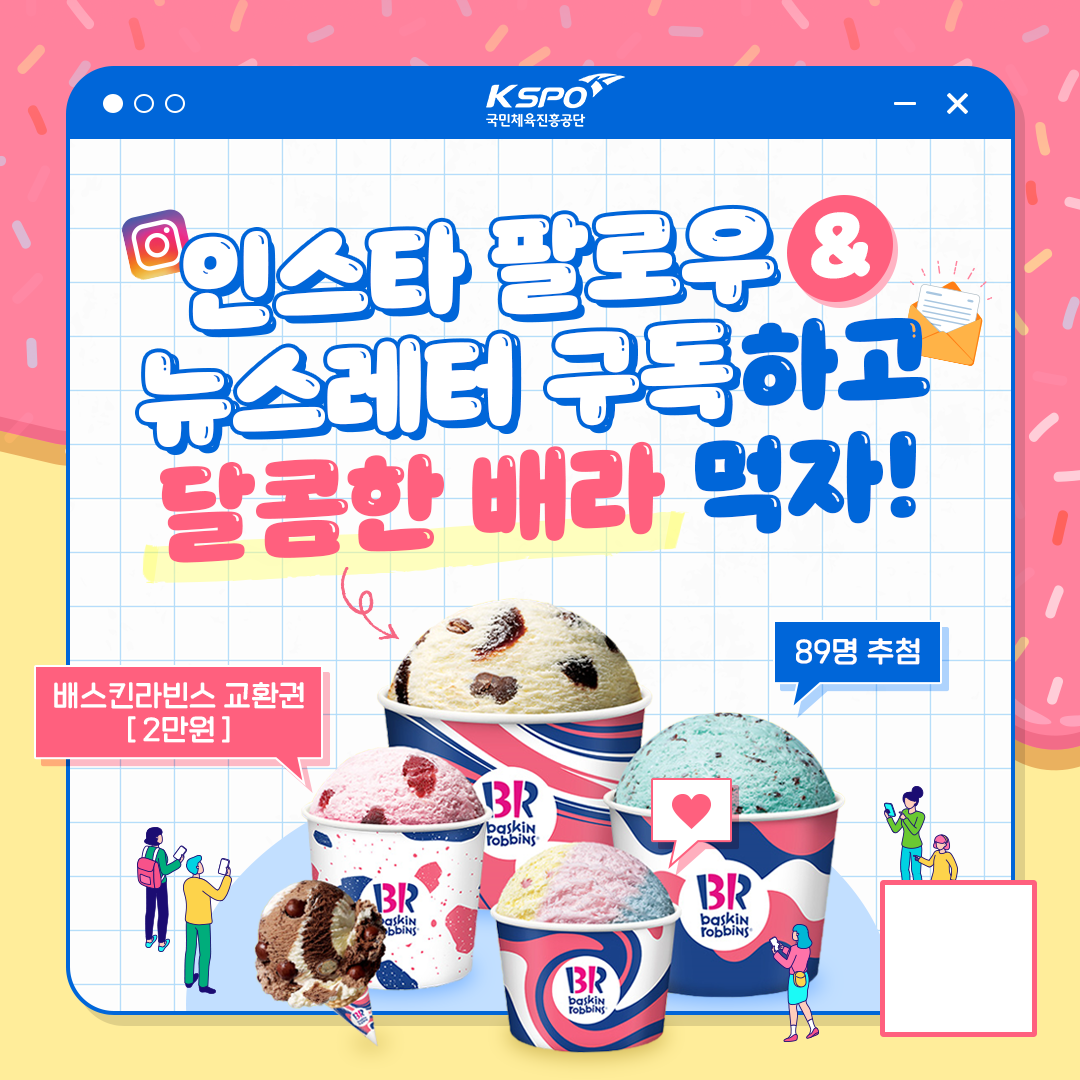 KSPO
국민체육진흥공단
인스타 팔로우 &
뉴스레터 구독하고
달콤한 배라 먹자!
89명 추첨
배스킨라빈스 교환권
[ 2만원 ]
BR
baskin
robbins
BR
baskin
robbins
BR
baskin
robbins
BR
baskin
robbins
BR